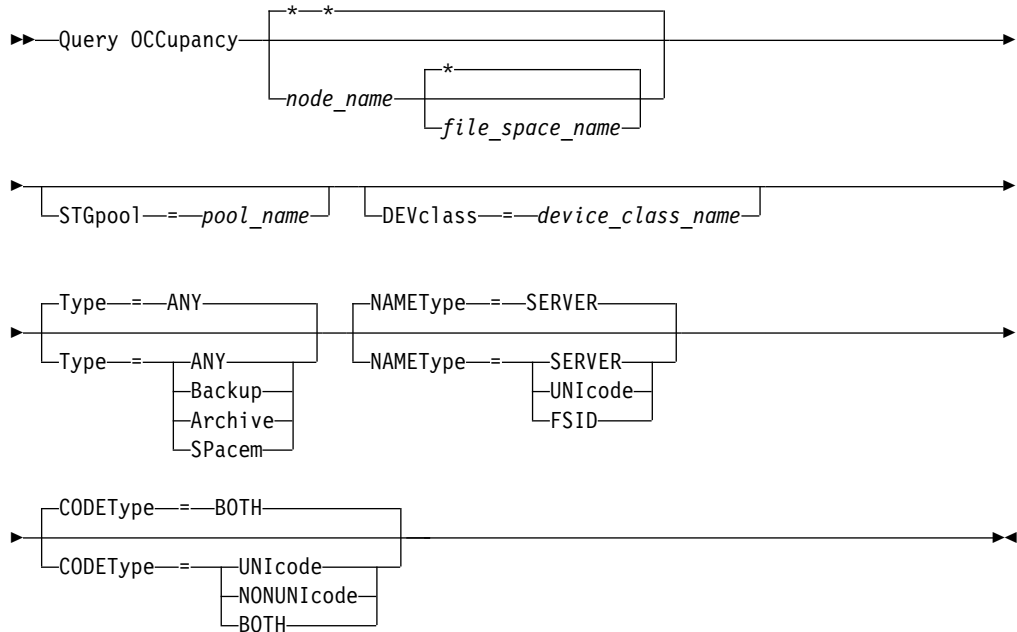 * *
Query OCCupancy
*
node_name
file_space_name
STGpool = pool_name DEVclass = device_class_name
Type = ANY NAMEType = SERVER
Type = ANY NAMEType = SERVER
Backup UNIcode
Archive FSID
SPacem
CODEType = BOTH
CODEType = UNIcode
NONUNIcode
BOTH